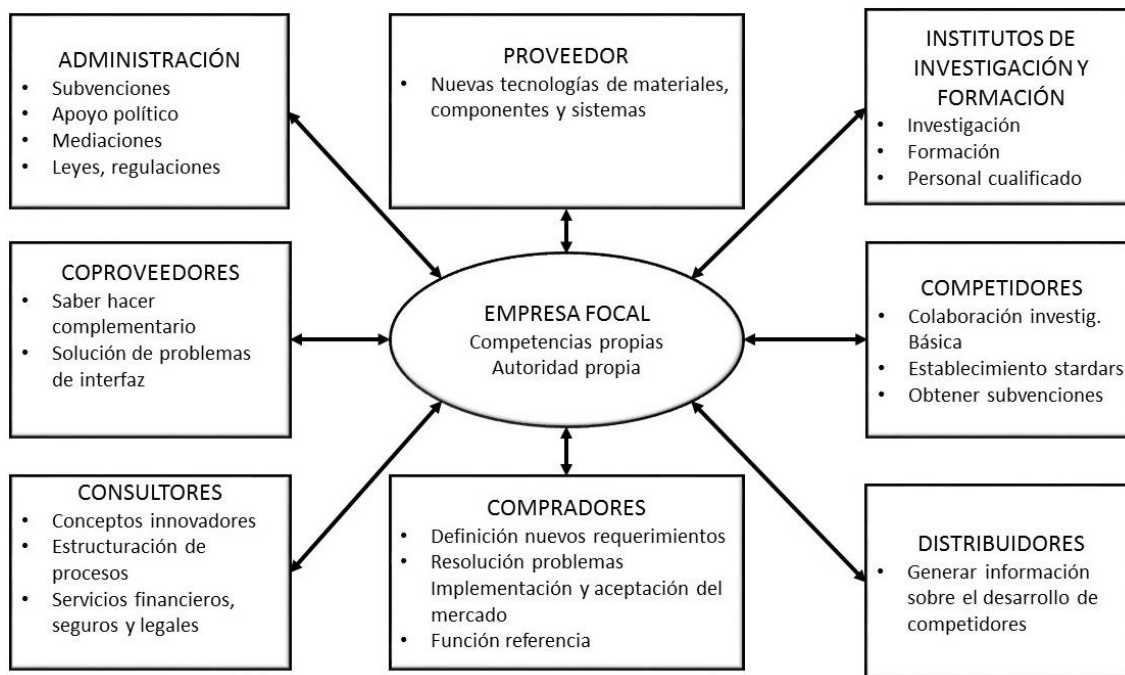 ADMINISTRACIÓN
• Subvenciones
• Apoyo político
• Mediaciones
• Leyes, regulaciones
PROVEEDOR
• Nuevas tecnologías de materiales,
componentes y sistemas
INSTITUTOS DE
INVESTIGACIÓN Y
FORMACIÓN
• Investigación
• Formación
• Personal cualificado
COPROVEEDORES
• Saber hacer
complementario
• Solución de problemas
de interfaz
EMPRESA FOCAL
Competencias propias
Autoridad propia
COMPETIDORES
• Colaboración investig.
Básica
• Establecimiento stardars
• Obtener subvenciones
CONSULTORES
• Conceptos innovadores
• Estructuración de
procesos
• Servicios financieros,
seguros y legales
COMPRADORES
• Definición nuevos requerimientos
• Resolución problemas
Implementación y aceptación del
mercado
• Función referencia
DISTRIBUIDORES
• Generar información
sobre el desarrollo de
competidores